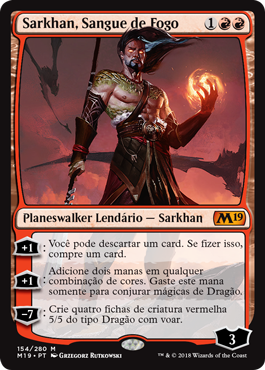 Sarkhan, Sangue de Fogo 1
Planeswalker Lendário — Sarkhan M19
+1: Você pode descartar um card. Se fizer isso,
compre um card.
+1: Adicione dois manas em qualquer
combinação de cores. Gaste este mana
somente para conjurar mágicas de Dragão.
-7: Crie quatro fichas de criatura vermelha
5/5 do tipo Dragão com voar.
3
154/280 M
M19 • PT GRZEGORZ RUTKOWSKI ™ & © 2018 Wizards of the Coast